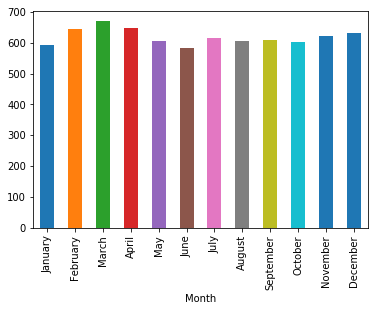 700
600
500
400
300
200
100
0
January
February
March
April
May
June
July
August
September
October
November
December
Month